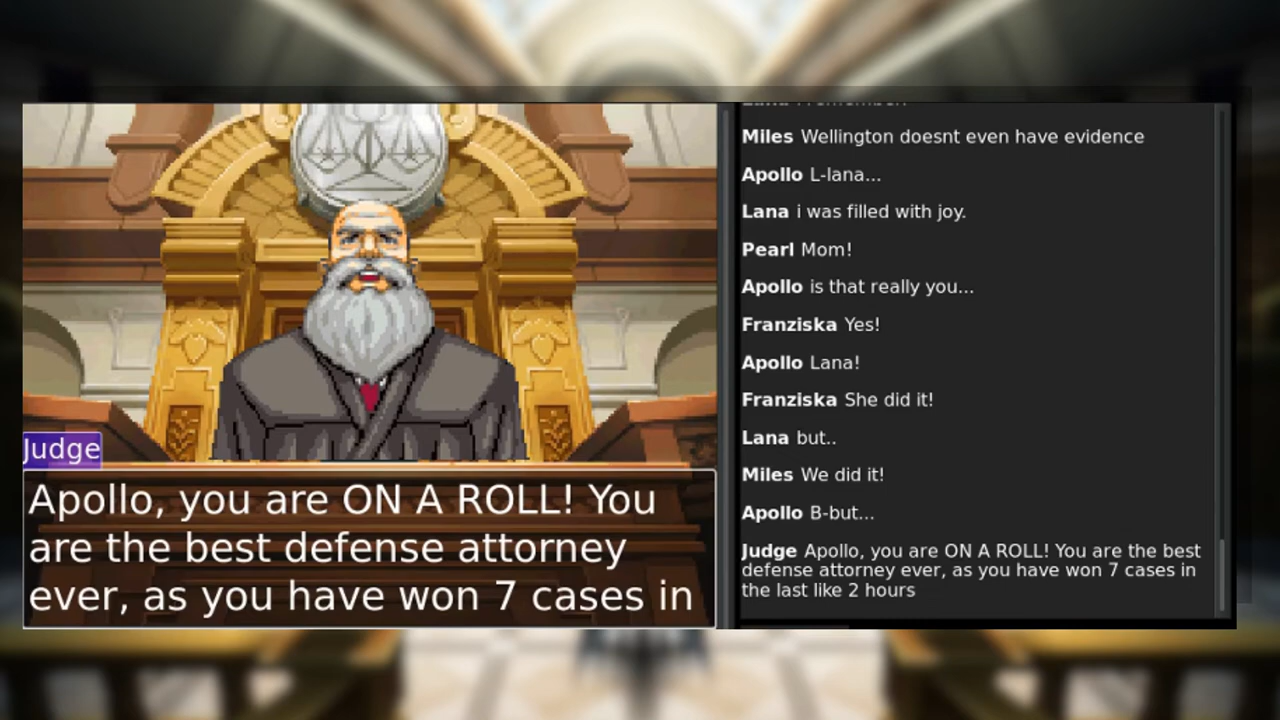 Judge
Apollo, you are ON A ROLL! You
are the best defense attorney
ever, as you have won 7 cases in
Miles Wellington doesnt even have evidence
Apollo L-lana...
Lana i was filled with joy.
Pearl Mom!
Apollo is that really you...
Franziska Yes!
Apollo Lana!
Franziska She did it!
Lana but..
Miles We did it!
Apollo B-but...
Judge Apollo, you are ON A ROLL! You are the best
defense attorney ever, as you have won 7 cases in
the last like 2 hours